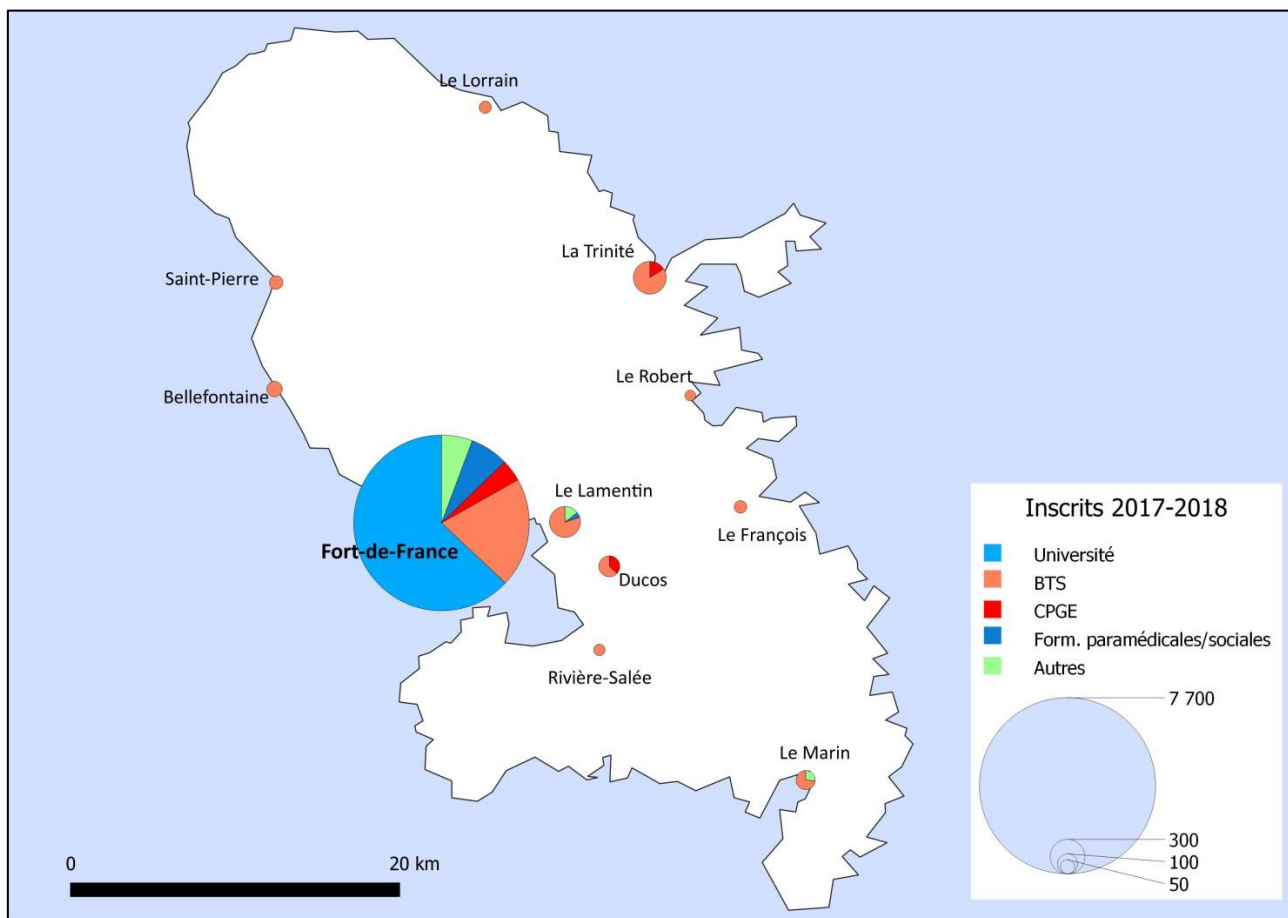 Le Lorrain
La Trinité
Saint-Pierre
Le Robert
Bellefontaine
Le Lamentin
Le François
Fort-de-France
Ducos
Rivière-Salée
Le Marin
0 20 km
Inscrits 2017-2018
Université
BTS
CPGE
Form. paramédicales/sociales
Autres
7 700
300
100
50